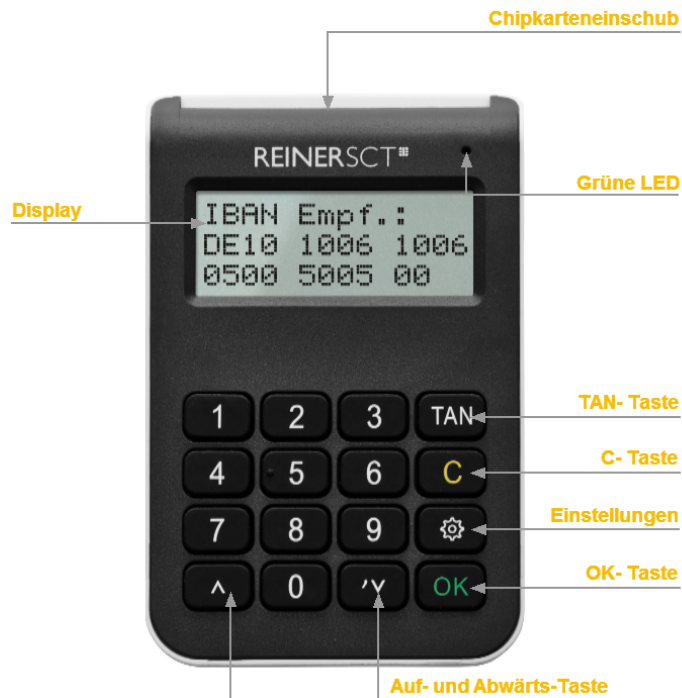 Chipkarteneinschub
REINERSCT
Grüne LED
Display
IBAN Empf.:
DE10 1006 1006
0500 5005 00
1 2 3 TAN
TAN- Taste
4 5 6 C
C- Taste
7 8 9
Einstellungen
^ 0 ,v OK
OK- Taste
Auf- und Abwärts-Taste